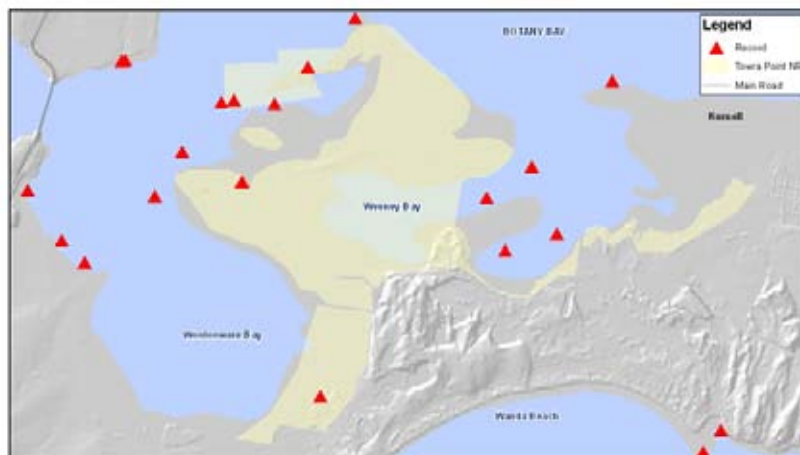 BOTANY BAY
Legend
Record
Towra Point NR
Main Road
Kurnell
Weeney Bay
Woolooware Bay
Wanda Beach